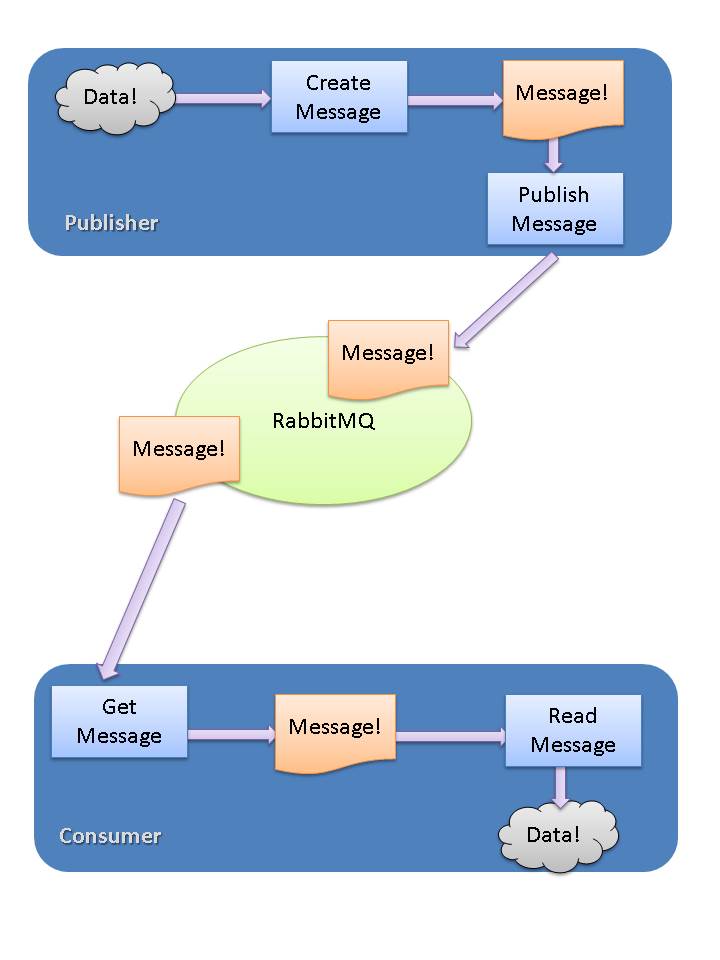 Data!
Create
Message
Message!
Publish
Message
Publisher
Message!
RabbitMQ
Message!
Get
Message
Message!
Read
Message
Consumer
Data!